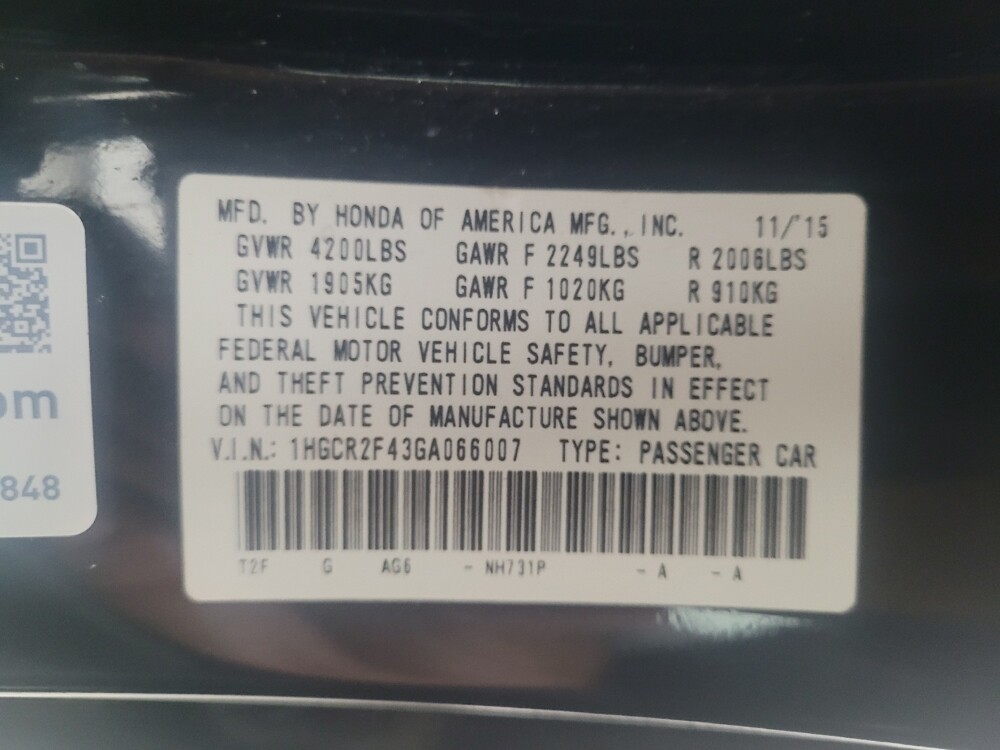 MFD. BY HONDA OF AMERICA MFG., INC. 11/'15
GVWR 4200LBS GAWR F 2249LBS R 2006LBS
GVWR 1905KG GAWR F 1020KG R 910KG
THIS VEHICLE CONFORMS TO ALL APPLICABLE
FEDERAL MOTOR VEHICLE SAFETY, BUMPER,
AND THEFT PREVENTION STANDARDS IN EFFECT
ON THE DATE OF MANUFACTURE SHOWN ABOVE.
V.I.N.: 1HGCR2F43GA066007 TYPE: PASSENGER CAR
T2F G AG6 - NH731P - A - A
om
848